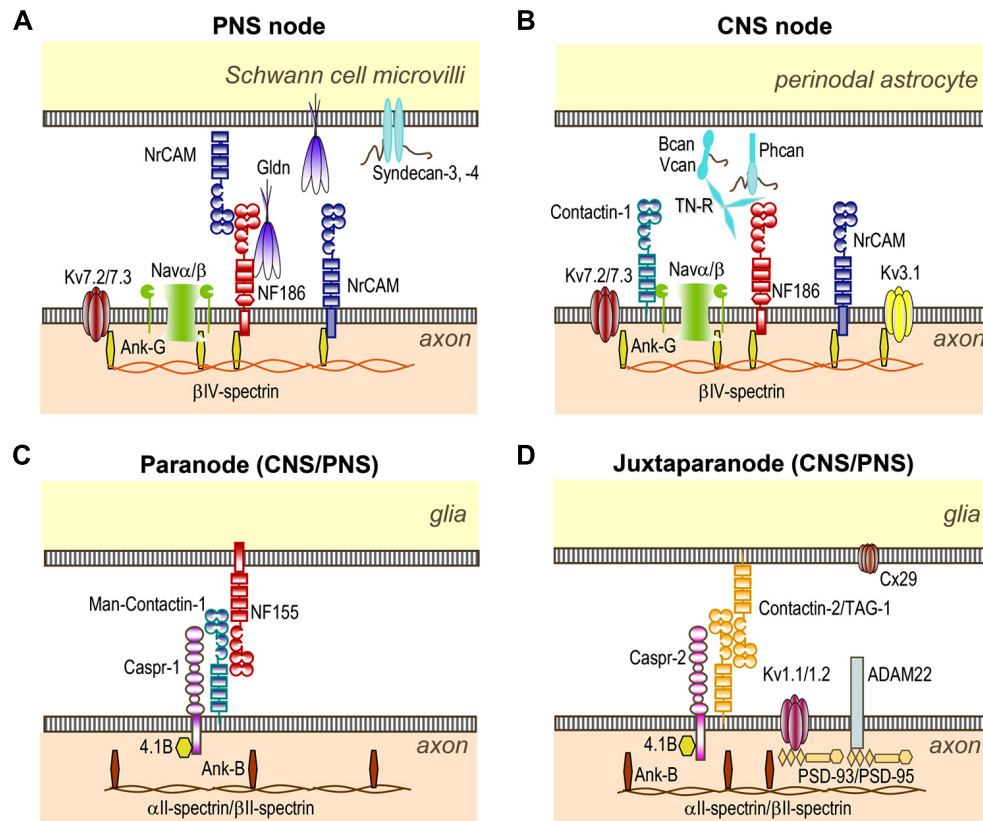 A
PNS node
Schwann cell microvilli
NrCAM
Gldn
Syndecan-3, -4
Kv7.2/7.3
Navα/β
NF186
NrCAM
Ank-G
axon
βIV-spectrin
B
CNS node
perinodal astrocyte
Bcan
Vcan
Phcan
Contactin-1
TN-R
NrCAM
Kv7.2/7.3
Navα/β
Kv3.1
NF186
Ank-G
axon
βIV-spectrin
C
Paranode (CNS/PNS)
glia
Man-Contactin-1
NF155
Caspr-1
4.1B
axon
Ank-B
αII-spectrin/βII-spectrin
D
Juxtaparanode (CNS/PNS)
glia
Cx29
Contactin-2/TAG-1
Caspr-2
Kv1.1/1.2
ADAM22
4.1B
axon
Ank-B
PSD-93/PSD-95
αII-spectrin/βII-spectrin